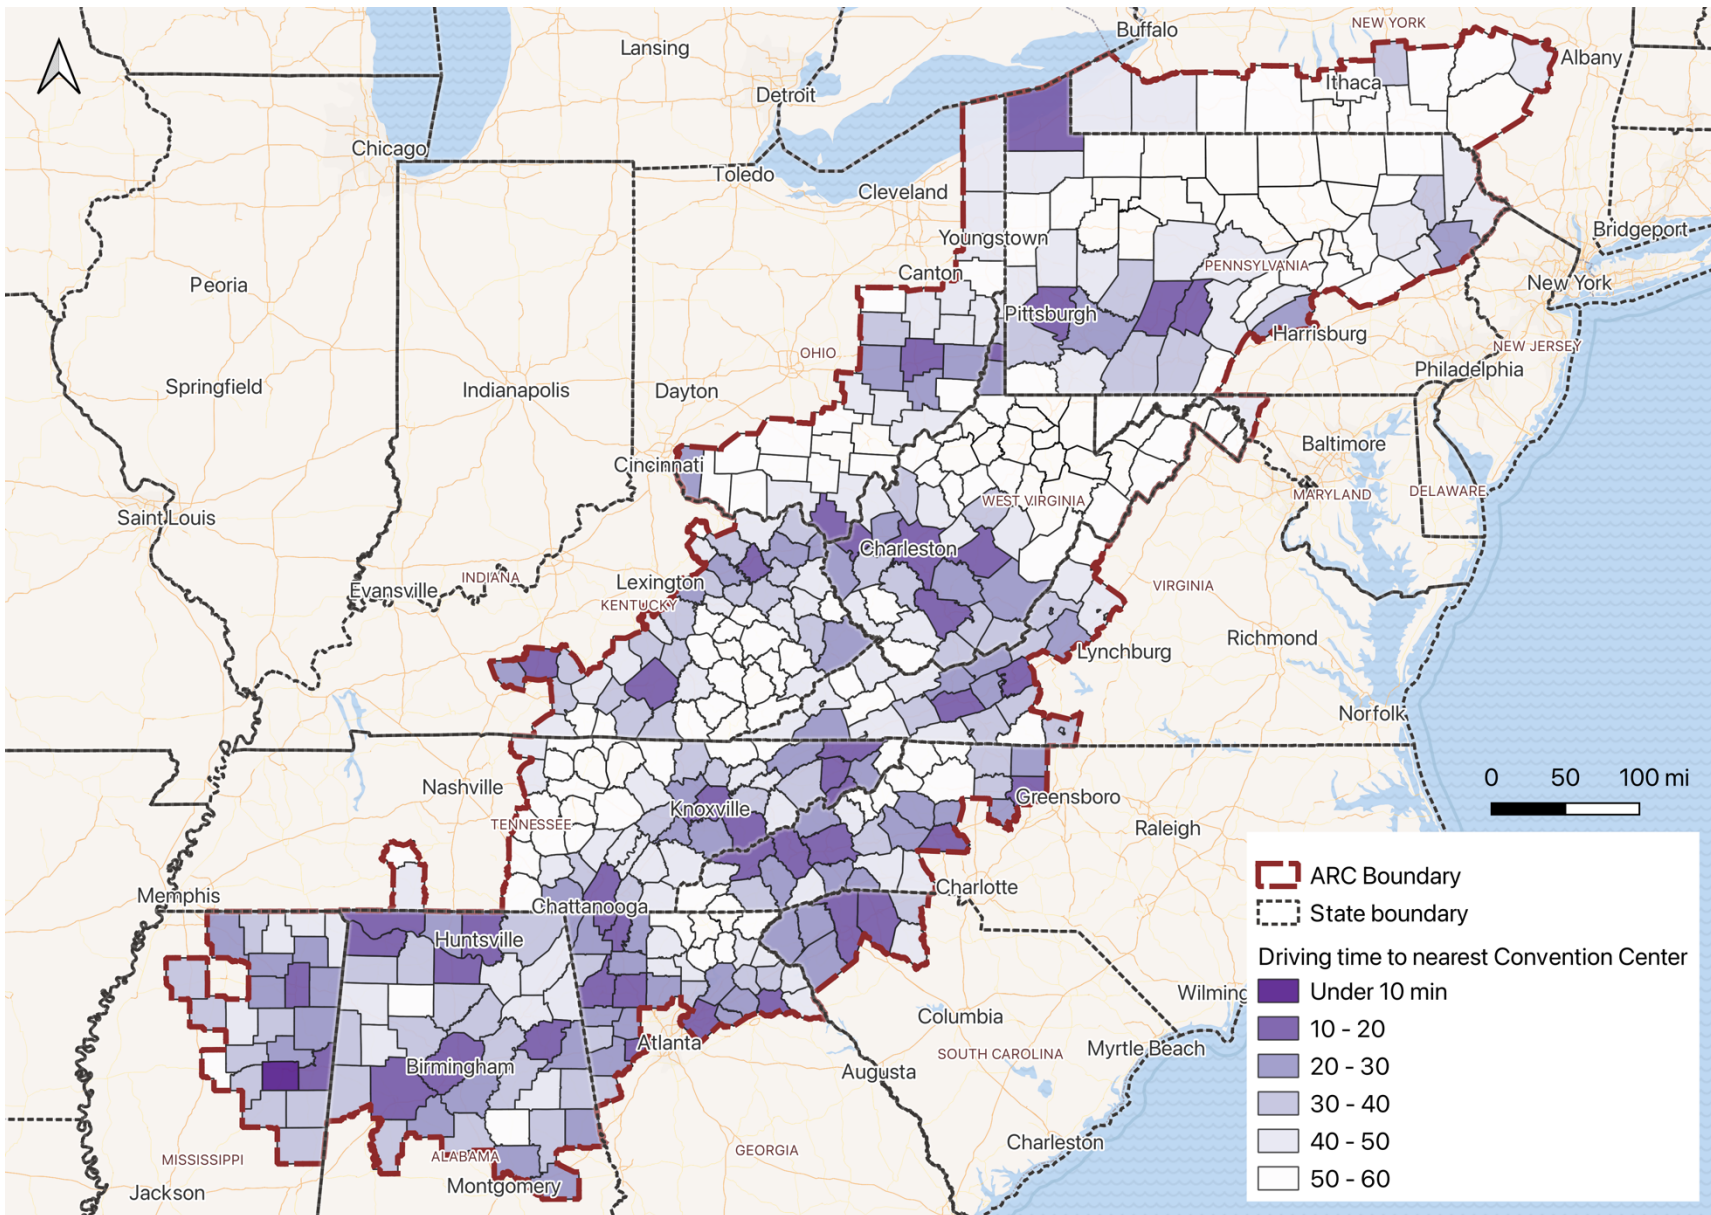 Buffalo
NEW YORK
Lansing
Albany
Detroit
Ithaca
Chicago
Toledo
Cleveland
Bridgeport
Youngstown
PENNSYLVANIA
Canton
New York
Peoria
Pittsburgh
Harrisburg
OHIO
NEW JERSEY
Philadelphia
Springfield
Indianapolis
Dayton
Baltimore
Cincinnati
WEST VIRGINIA
MARYLAND
DELAWARE
Saint Louis
Charleston
INDIANA
Lexington
VIRGINIA
Evansville
KENTUCKY
Richmond
Lynchburg
Norfolk
0 50 100 mi
Nashville
Knoxville
Greensboro
TENNESSEE
Raleigh
Memphis
Charlotte
Chattanooga
Huntsville
ARC Boundary
State boundary
Driving time to nearest Convention Center
Under 10 min
10 - 20
20 - 30
30 - 40
40 - 50
50 - 60
Wilming
Columbia
Atlanta
SOUTH CAROLINA
Myrtle Beach
Birmingham
Augusta
Charleston
GEORGIA
MISSISSIPPI
ALABAMA
Jackson
Montgomery